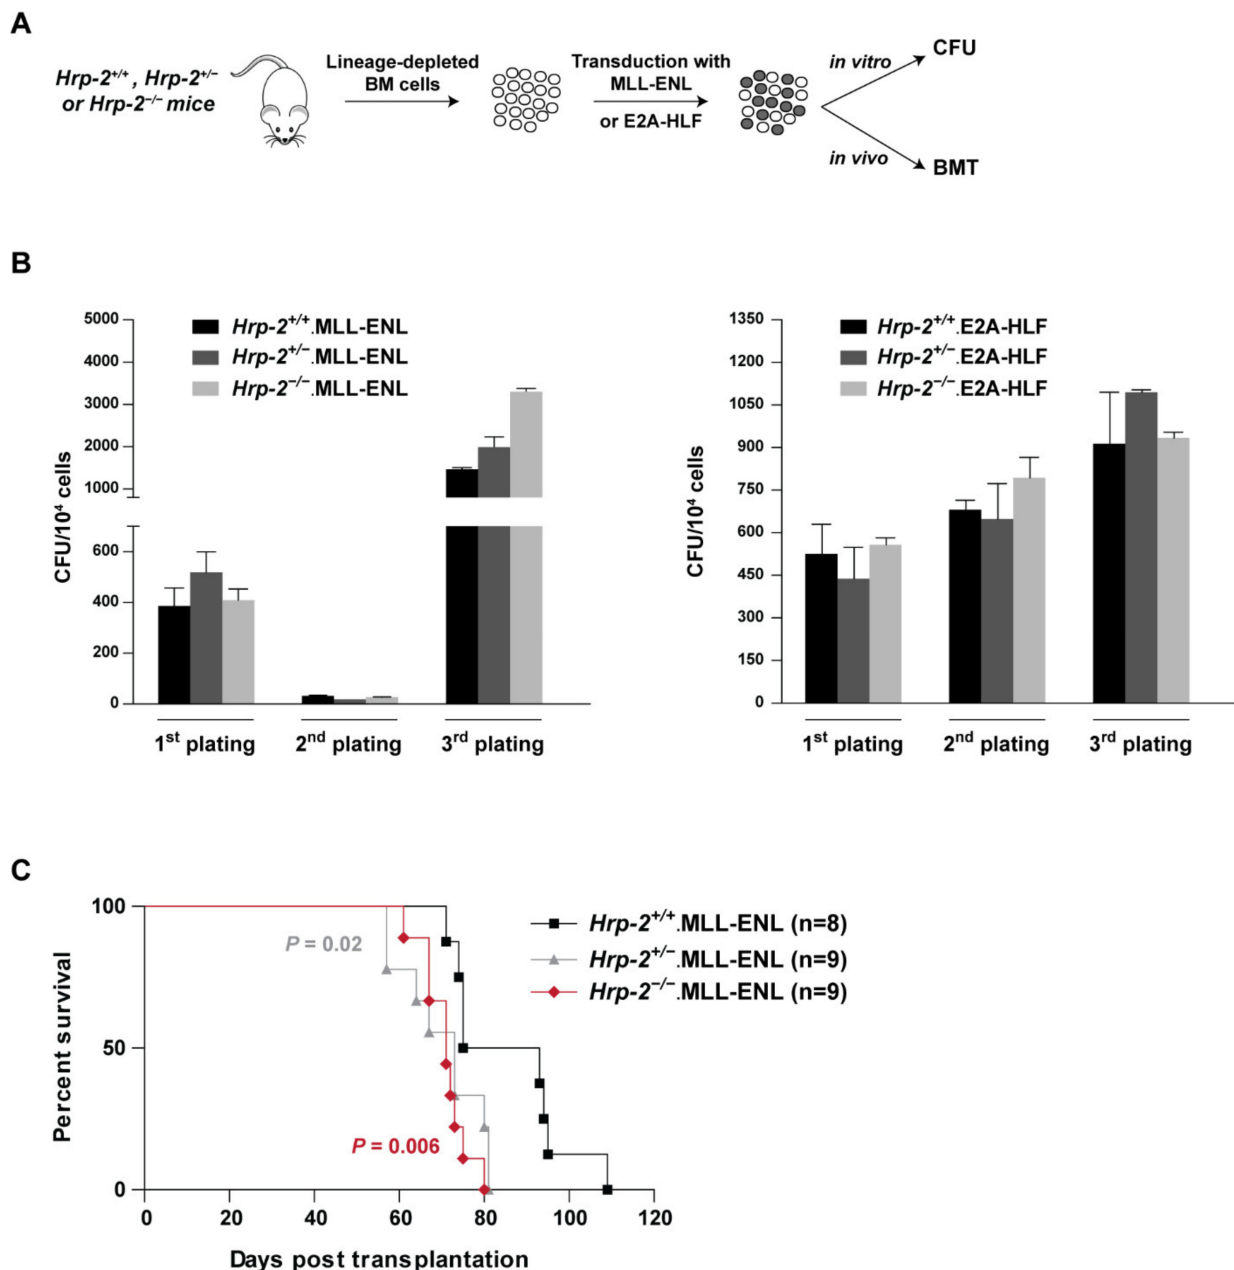 A
Hrp-2+/+ , Hrp-2+/−
or Hrp-2−/− mice
Lineage-depleted
BM cells
Transduction with
MLL-ENL
or E2A-HLF
in vitro
CFU
in vivo
BMT
B
CFU/10⁴ cells
5000
4000
3000
2000
1000
600
400
200
0
Hrp-2+/+.MLL-ENL
Hrp-2+/−.MLL-ENL
Hrp-2−/−.MLL-ENL
1st plating
2nd plating
3rd plating
CFU/10⁴ cells
1350
1200
1050
900
750
600
450
300
150
0
Hrp-2+/+.E2A-HLF
Hrp-2+/−.E2A-HLF
Hrp-2−/−.E2A-HLF
1st plating
2nd plating
3rd plating
C
Percent survival
100
50
0
P = 0.02
P = 0.006
Hrp-2+/+.MLL-ENL (n=8)
Hrp-2+/−.MLL-ENL (n=9)
Hrp-2−/−.MLL-ENL (n=9)
0 20 40 60 80 100 120
Days post transplantation